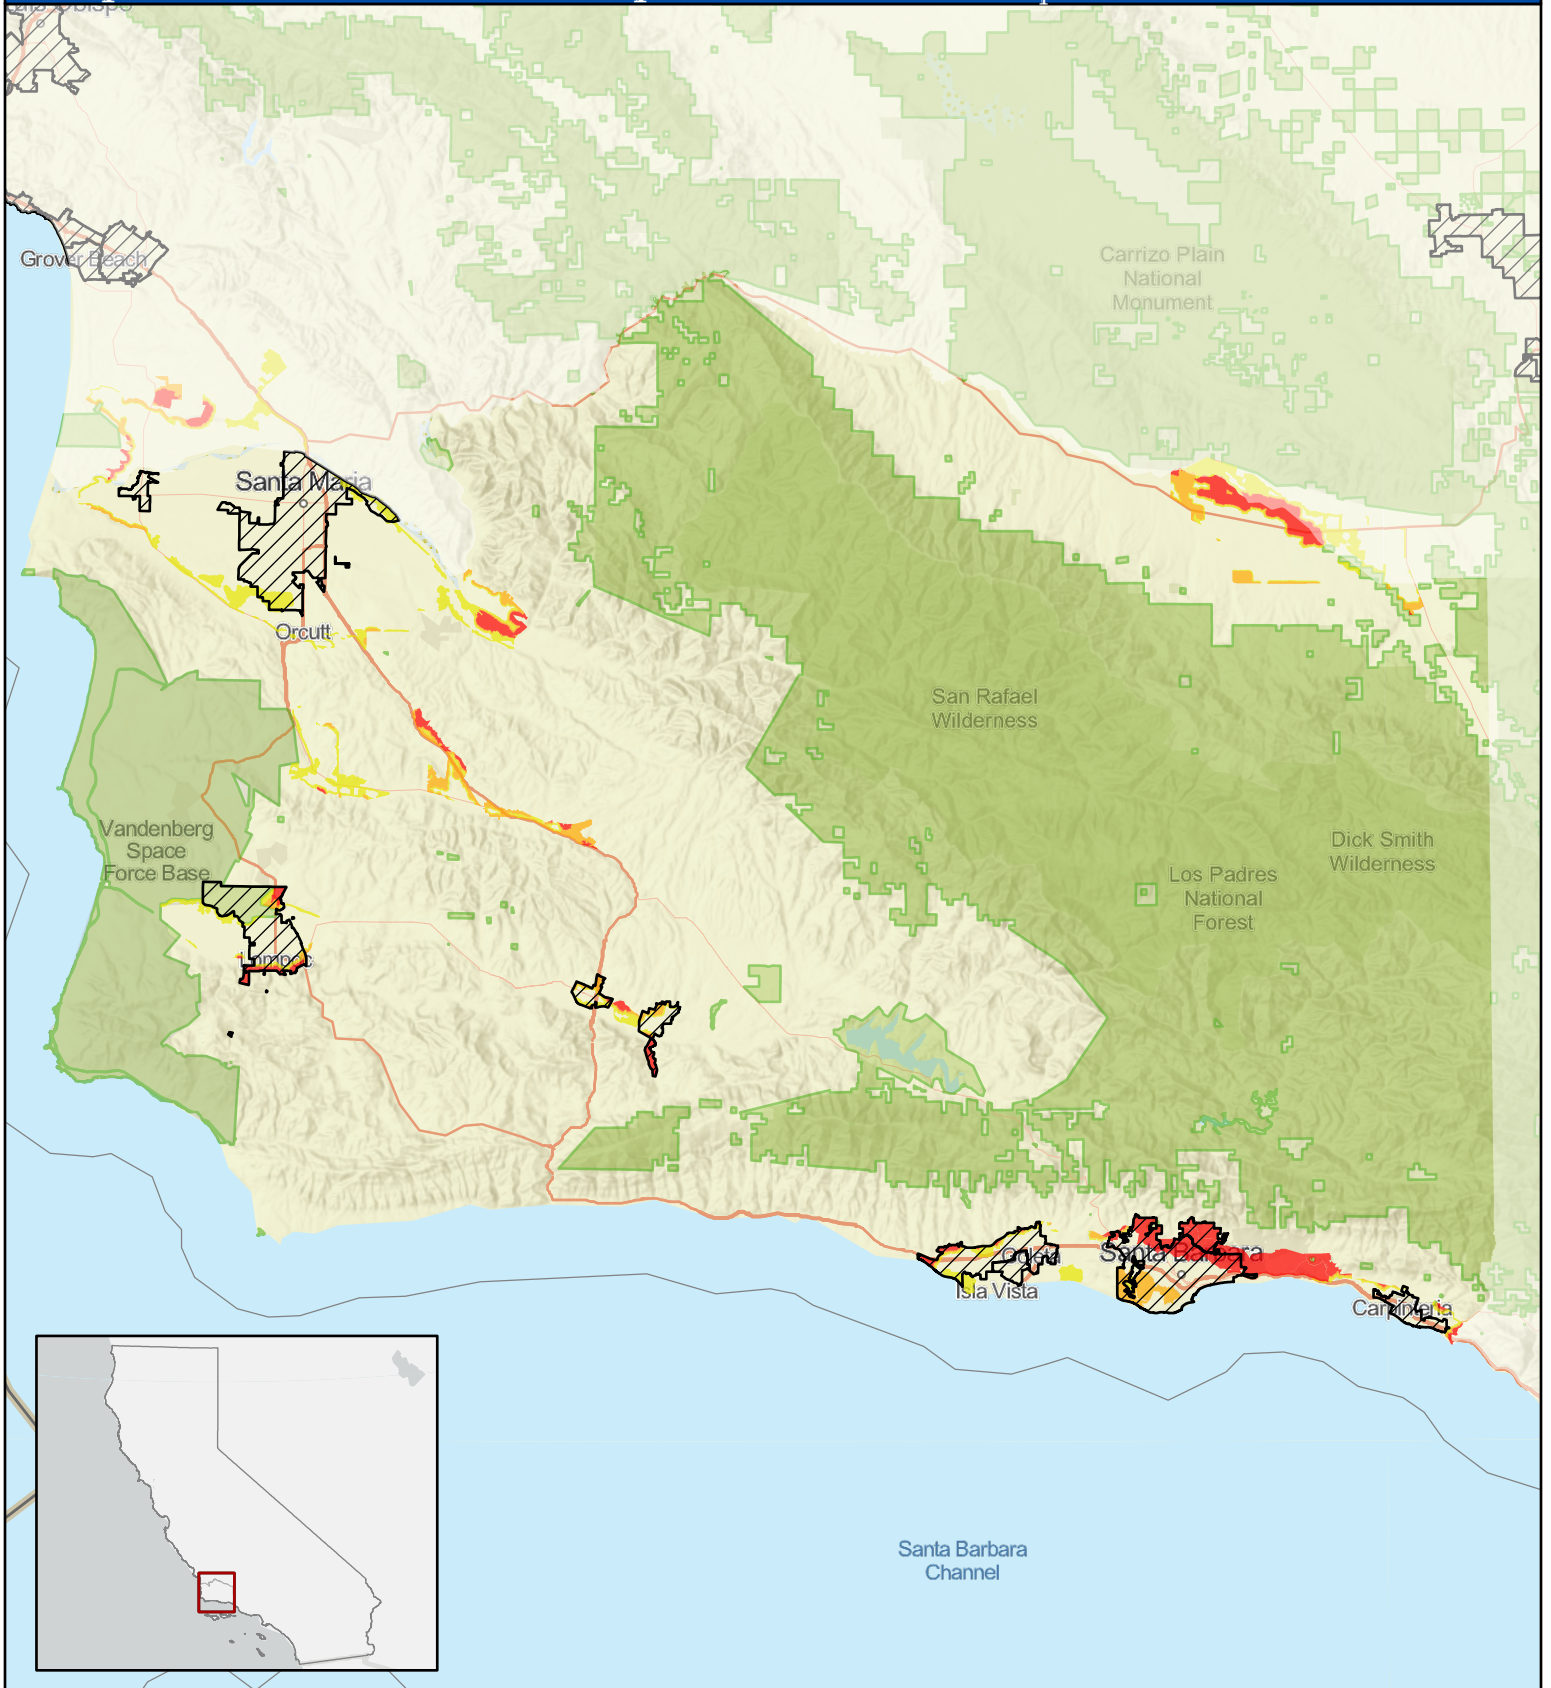 Grover Beach
Carrizo Plain
National
Monument
Santa Maria
Orcutt
San Rafael
Wilderness
Vandenberg
Space
Force Base
Dick Smith
Wilderness
Los Padres
National
Forest
Lompoc
Goleta
Santa Barbara
Isla Vista
Carpinteria
Santa Barbara
Channel